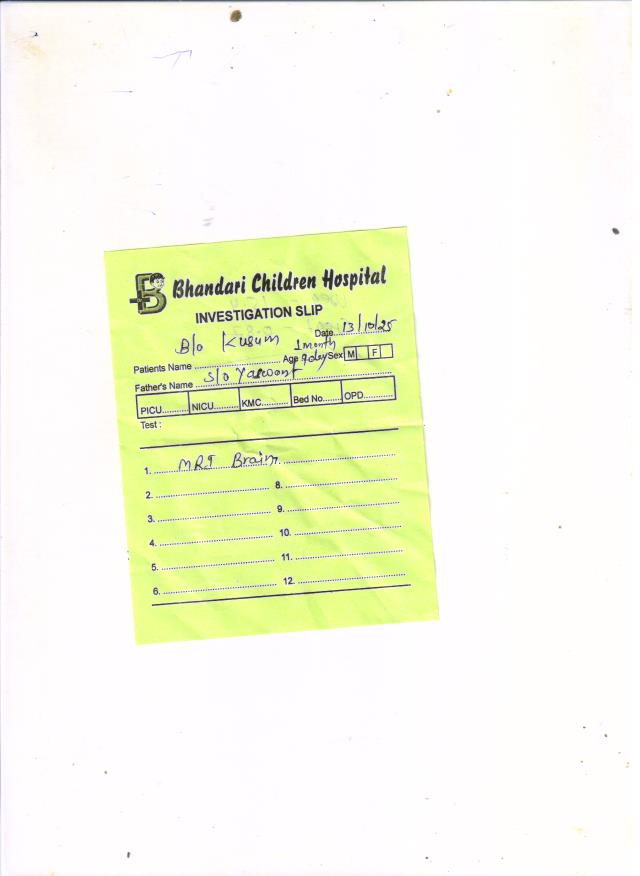 Bhandari Children Hospital
INVESTIGATION SLIP
Date 13/10/25
Patients Name B/o Kusum Age 1 month 9 day Sex M F
Father's Name S/o Yaswant
PICU NICU KMC Bed No. OPD
Test :
1. MRI Brain
2. 8.
3. 9.
4. 10.
5. 11.
6. 12.